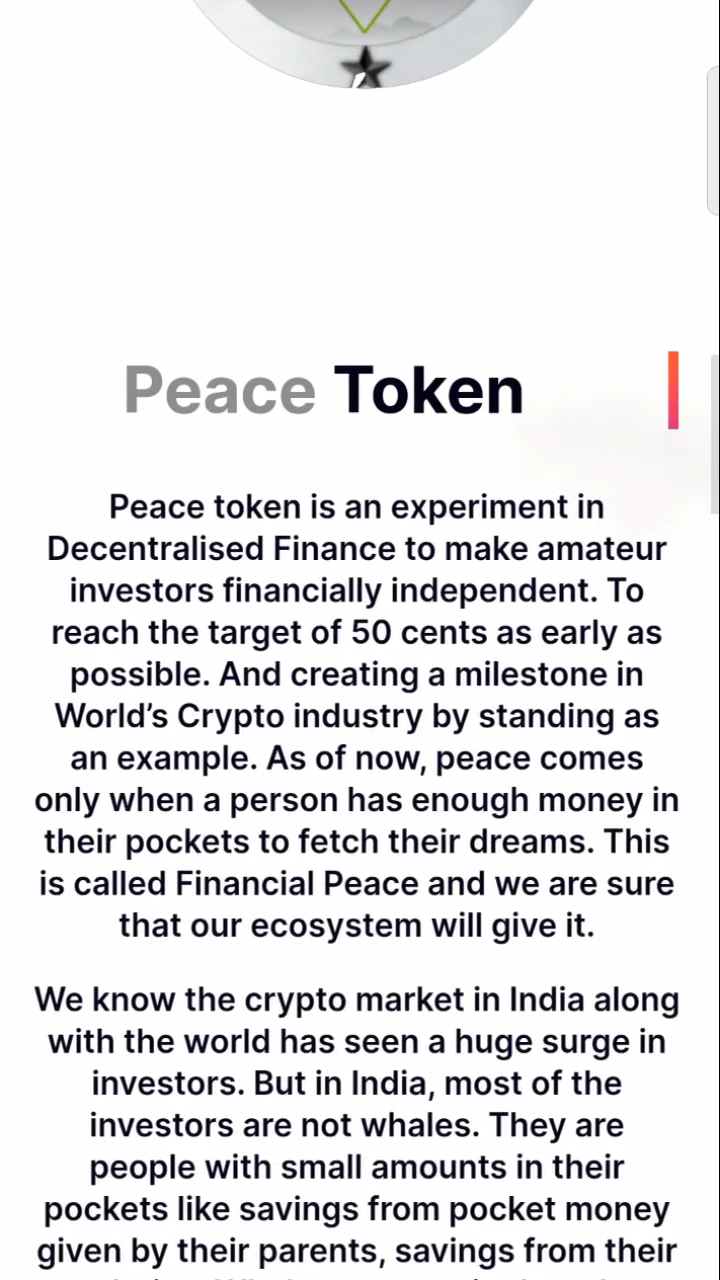 Peace Token
Peace token is an experiment in
Decentralised Finance to make amateur
investors financially independent. To
reach the target of 50 cents as early as
possible. And creating a milestone in
World’s Crypto industry by standing as
an example. As of now, peace comes
only when a person has enough money in
their pockets to fetch their dreams. This
is called Financial Peace and we are sure
that our ecosystem will give it.
We know the crypto market in India along
with the world has seen a huge surge in
investors. But in India, most of the
investors are not whales. They are
people with small amounts in their
pockets like savings from pocket money
given by their parents, savings from their